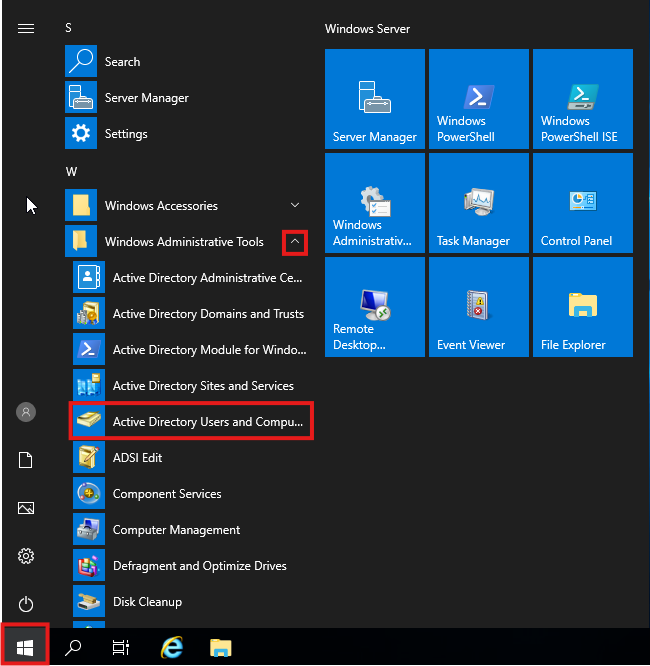 S
Search
Server Manager
Settings
W
Windows Accessories
Windows Administrative Tools
Active Directory Administrative Ce...
Active Directory Domains and Trusts
Active Directory Module for Windo...
Active Directory Sites and Services
Active Directory Users and Compu...
ADSI Edit
Component Services
Computer Management
Defragment and Optimize Drives
Disk Cleanup
Windows Server
Server Manager
Windows
PowerShell
Windows
PowerShell ISE
Windows
Administrativ...
Task Manager
Control Panel
Remote
Desktop...
Event Viewer
File Explorer